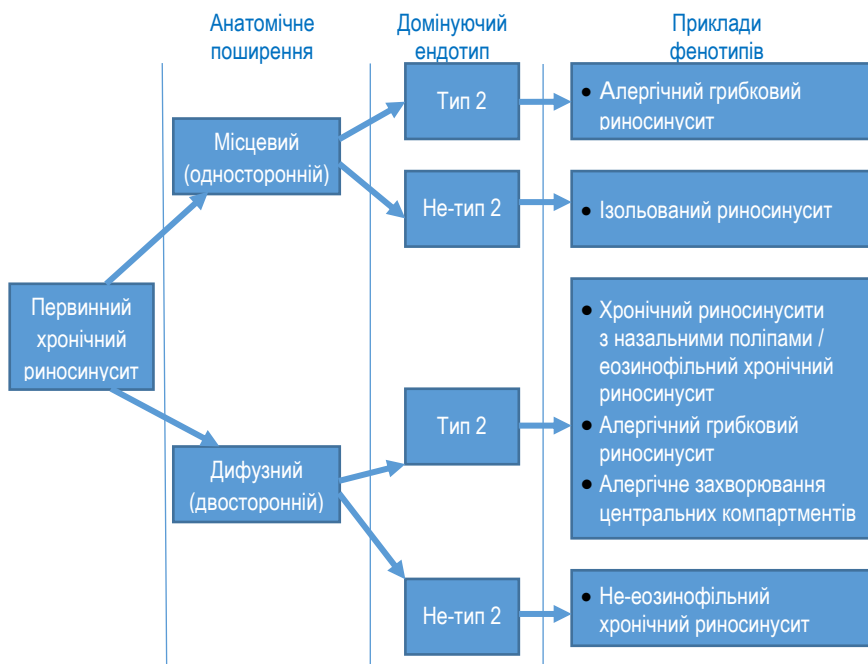 Анатомічне
поширення
Домінуючий
ендотип
Приклади
фенотипів
Первинний
хронічний
риносинусит
Місцевий
(односторонній)
Тип 2
• Алергічний грибковий
риносинусит
Не-тип 2
• Ізольований риносинусит
Дифузний
(двосторонній)
Тип 2
• Хронічний риносинусити
з назальними поліпами /
еозинофільний хронічний
риносинусит
• Алергічний грибковий
риносинусит
• Алергічне захворювання
центральних компартментів
Не-тип 2
• Не-еозинофільний
хронічний риносинусит